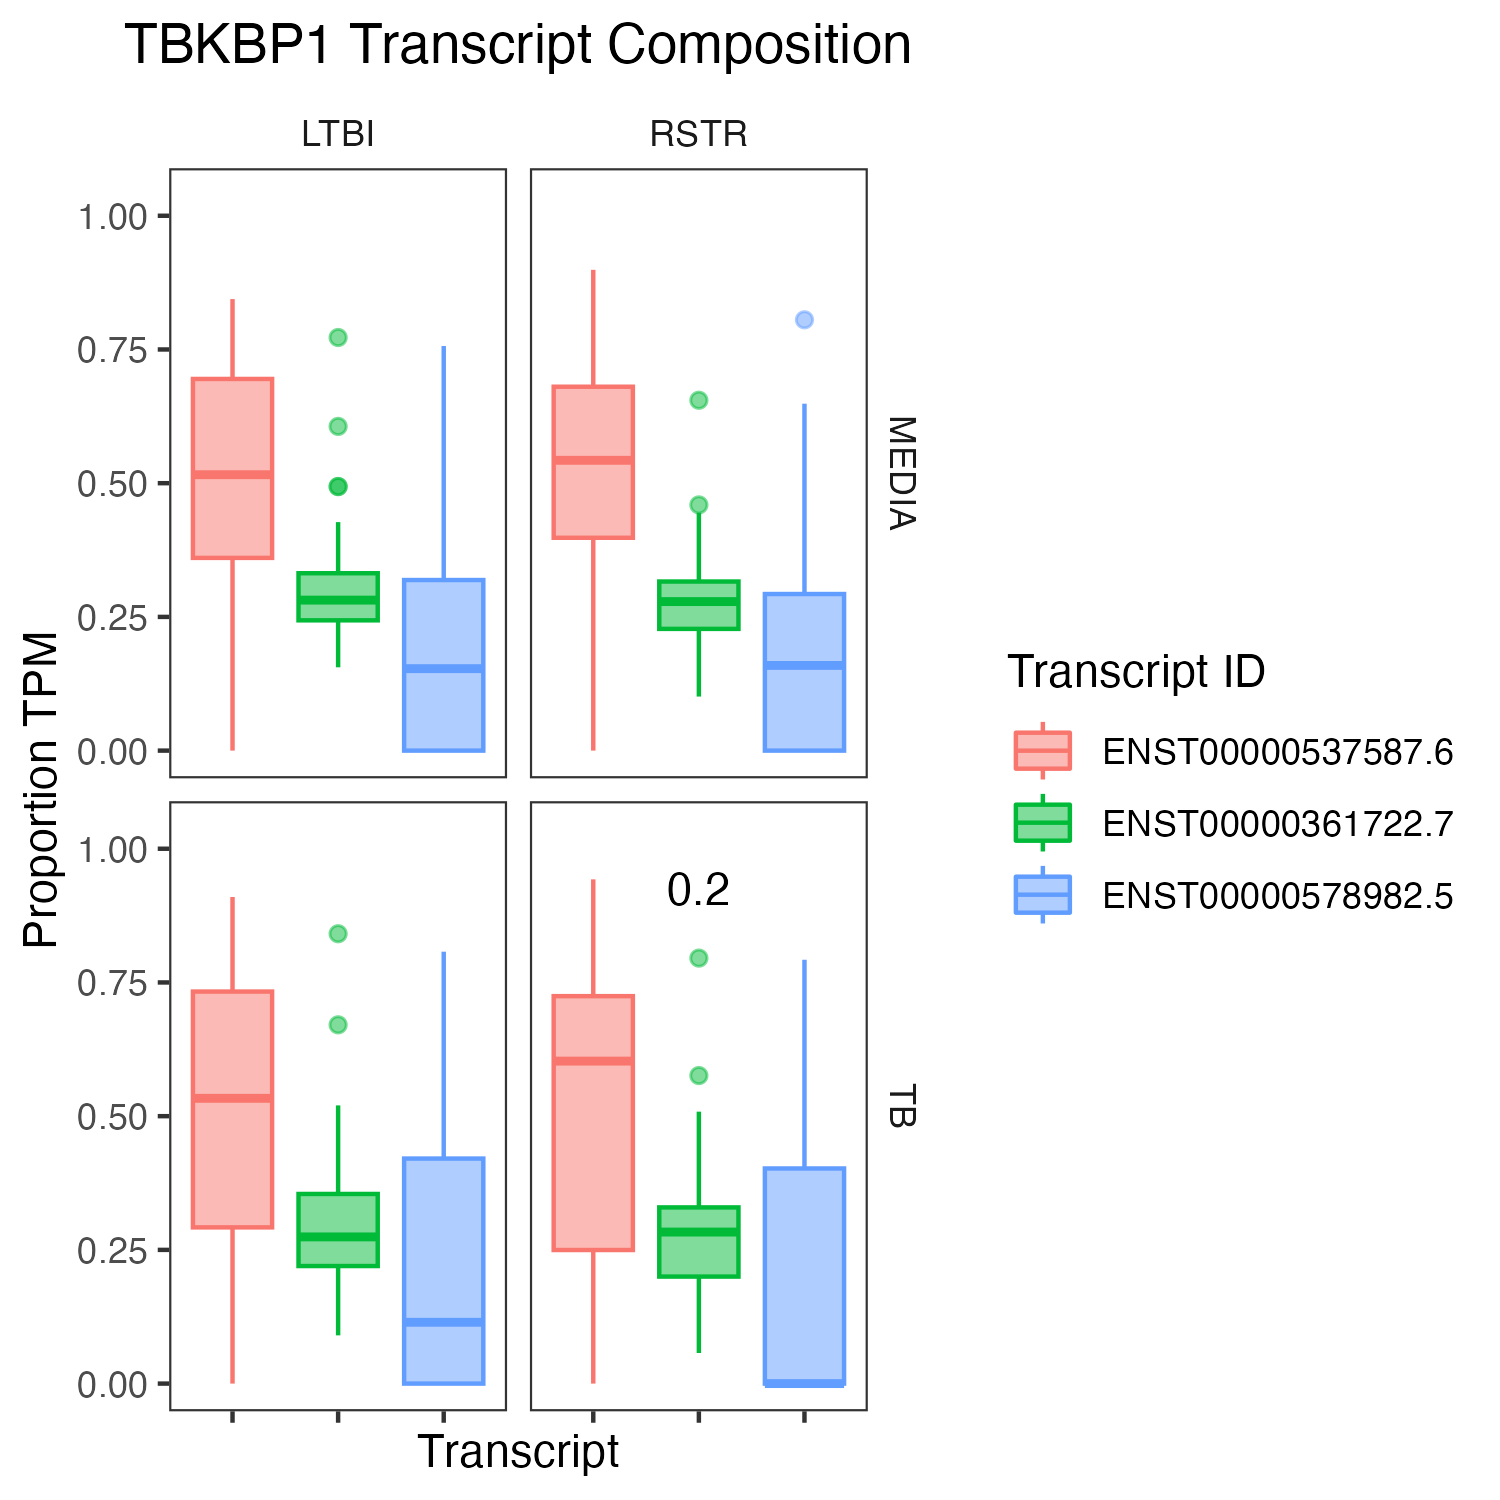 TBKBP1 Transcript Composition
LTBI
RSTR
1.00
0.75
0.50
0.25
0.00
MEDIA
1.00
0.75
0.50
0.25
0.00
0.2
TB
Proportion TPM
Transcript
Transcript ID
ENST00000537587.6
ENST00000361722.7
ENST00000578982.5